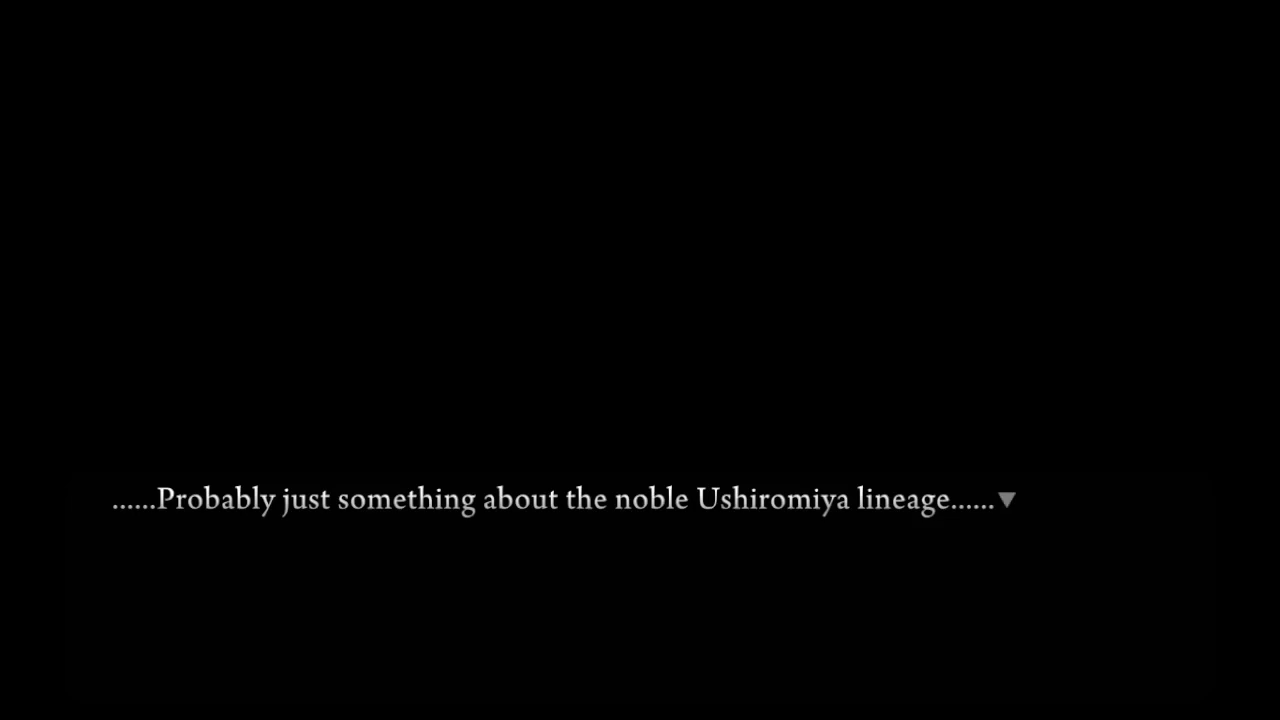 ......Probably just something about the noble Ushiromiya lineage......▼